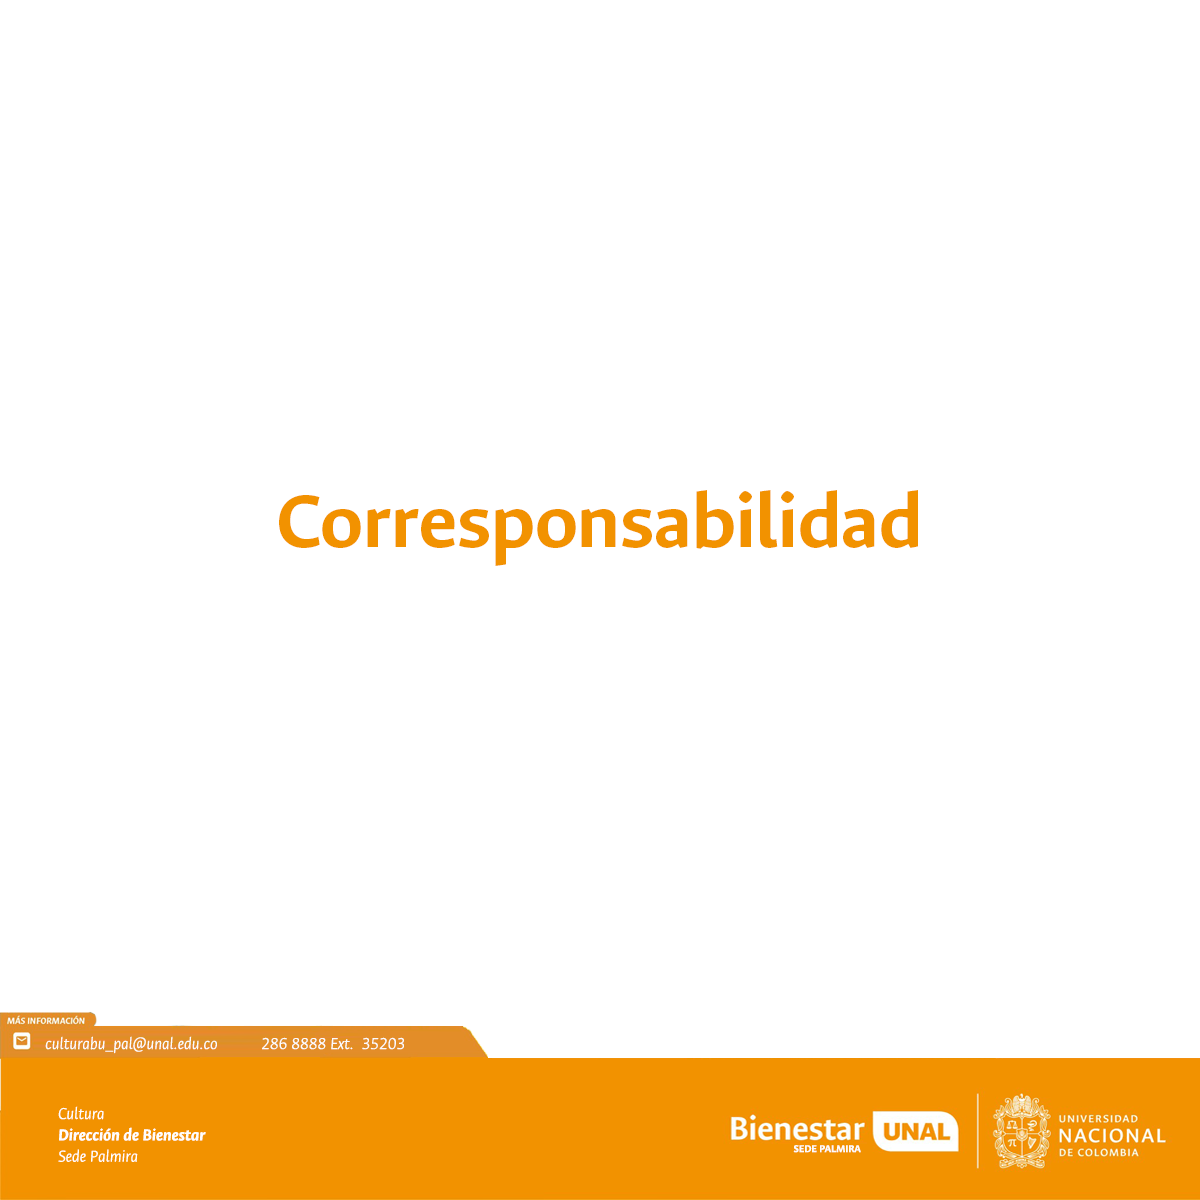 Corresponsabilidad
MÁS INFORMACIÓN
culturabu_pal@unal.edu.co 286 8888 Ext. 35203
Cultura
Dirección de Bienestar
Sede Palmira
Bienestar UNAL
SEDE PALMIRA
UNIVERSIDAD
NACIONAL
DE COLOMBIA